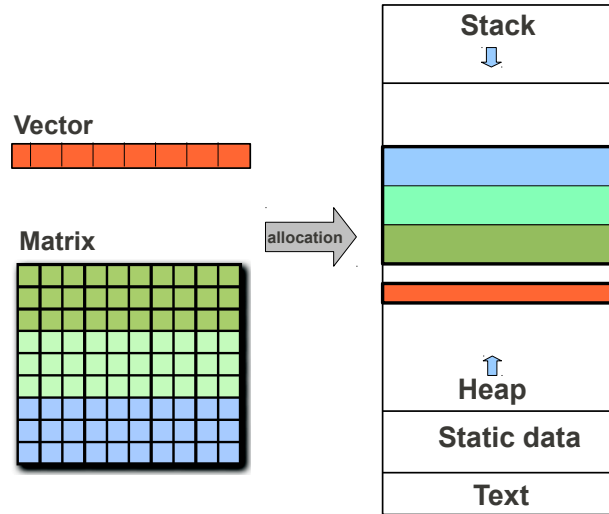 Vector
Matrix
allocation
Stack
Heap
Static data
Text